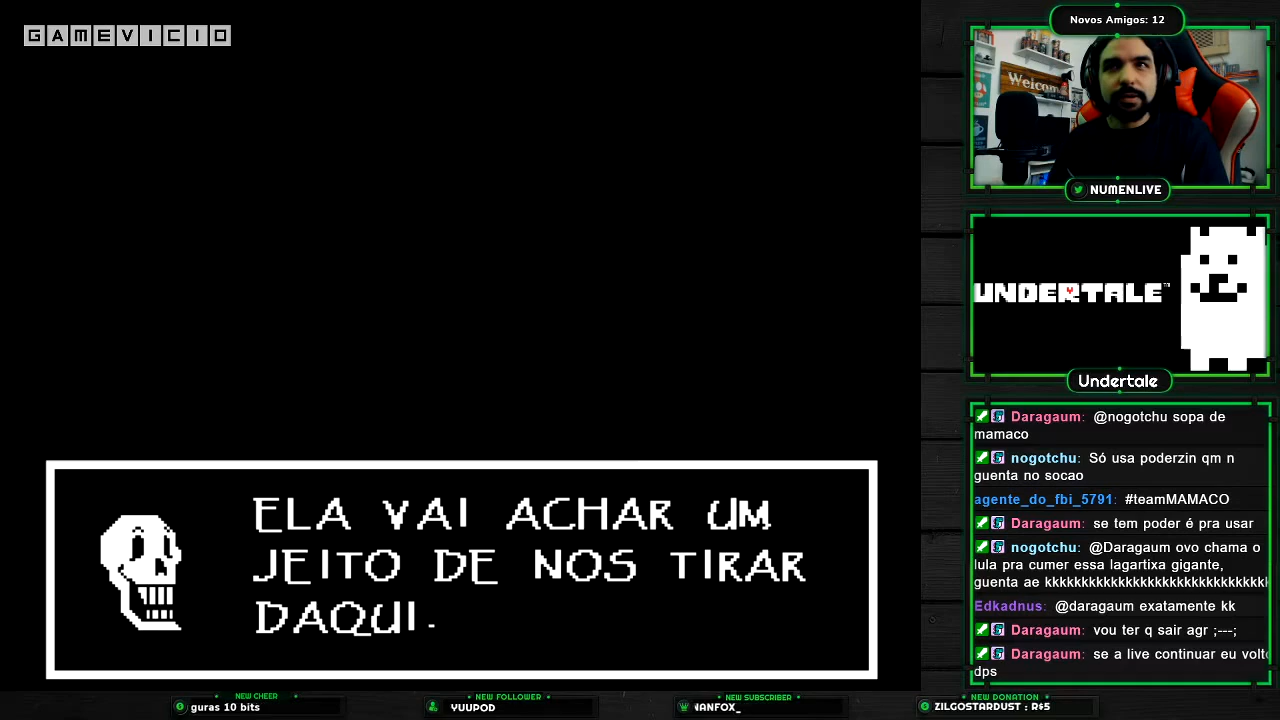 GAMEVICIO
Novos Amigos: 12
Welcom
NUMENLIVE
UNDERTALE
Undertale
Daragaum: @nogotchu sopa de
mamaco
nogotchu: Só usa poderzin qm n
guenta no socao
agente_do_fbi_5791: #teamMAMACO
Daragaum: se tem poder é pra usar
nogotchu: @Daragaum ovo chama o
lula pra cumer essa lagartixa gigante,
guenta ae kkkkkkkkkkkkkkkkkkkkkkkkkkkkk
Edkadnus: @daragaum exatamente kk
Daragaum: vou ter q sair agr ;---;
Daragaum: se a live continuar eu volto
dps
ELA VAI ACHAR UM
JEITO DE NOS TIRAR
DAQUI.
NEW CHEER
guras 10 bits
NEW FOLLOWER
YUUPOD
NEW SUBSCRIBER
IANFOX_
NEW DONATION
ZILGOSTARDUST : R$5